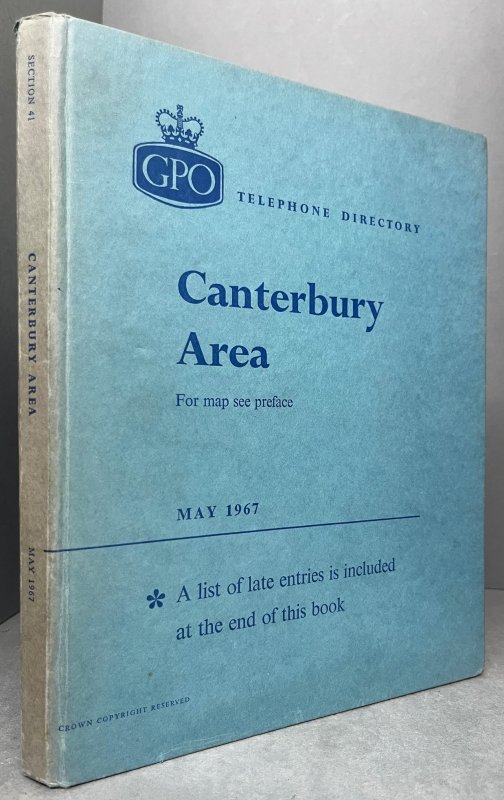 SECTION 41
CANTERBURY AREA
MAY 1967
GPO
TELEPHONE DIRECTORY
Canterbury
Area
For map see preface
MAY 1967
* A list of late entries is included
at the end of this book
CROWN COPYRIGHT RESERVED